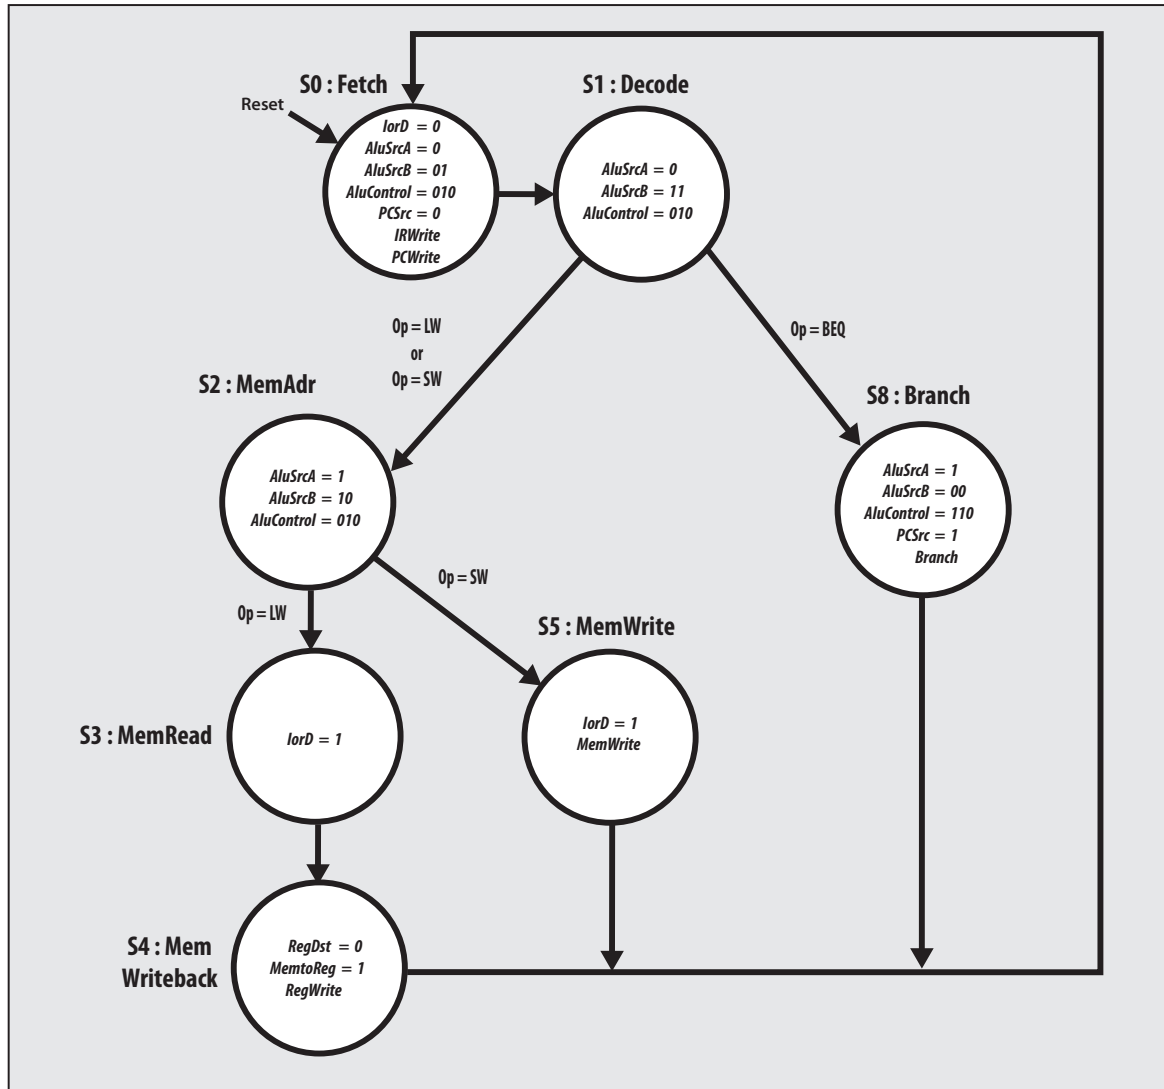 S0 : Fetch
S1 : Decode
Reset
IorD = 0
AluSrcA = 0
AluSrcB = 01
AluControl = 010
PCSrc = 0
IRWrite
PCWrite
AluSrcA = 0
AluSrcB = 11
AluControl = 010
Op = LW
or
Op = SW
Op = BEQ
S2 : MemAdr
S8 : Branch
AluSrcA = 1
AluSrcB = 10
AluControl = 010
AluSrcA = 1
AluSrcB = 00
AluControl = 110
PCSrc = 1
Branch
Op = LW
Op = SW
S5 : MemWrite
S3 : MemRead
IorD = 1
IorD = 1
MemWrite
S4 : Mem
Writeback
RegDst = 0
MemtoReg = 1
RegWrite